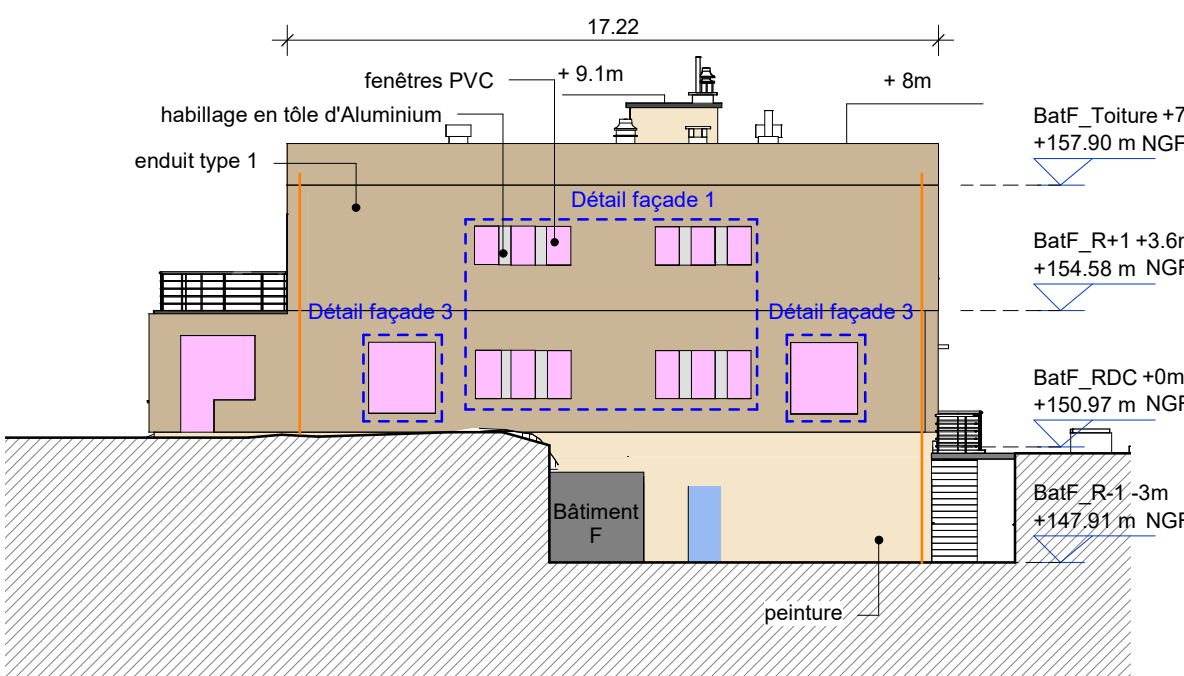 17.22
fenêtres PVC
+ 9.1m
+ 8m
habillage en tôle d'Aluminium
enduit type 1
BatF_Toiture +7
+157.90 m NGF
Détail façade 1
BatF_R+1 +3.6m
+154.58 m NGF
Détail façade 3
Détail façade 3
BatF_RDC +0m
+150.97 m NGF
Bâtiment
F
BatF_R-1 -3m
+147.91 m NGF
peinture